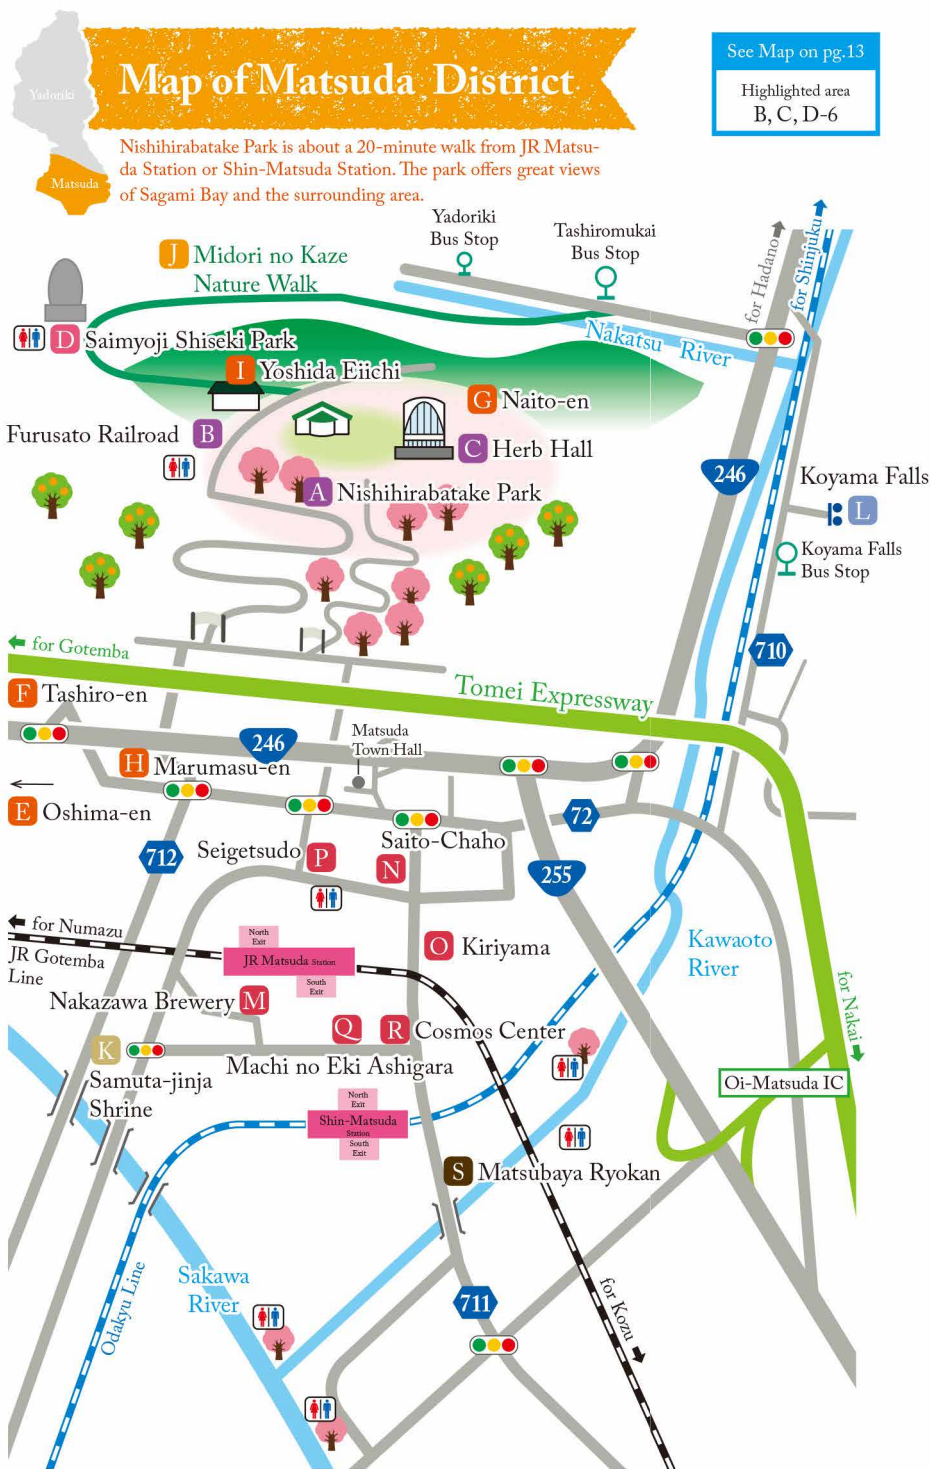 Yadoriki
Matsuda
Map of Matsuda District
See Map on pg.13
Highlighted area
B, C, D-6
Nishihirabatake Park is about a 20-minute walk from JR Matsu-
da Station or Shin-Matsuda Station. The park offers great views
of Sagami Bay and the surrounding area.
Yadoriki
Bus Stop
Tashiromukai
Bus Stop
for Hadano
for Shinjuku
J Midori no Kaze
Nature Walk
Nakatsu River
D Saimyoji Shiseki Park
I Yoshida Eiichi
G Naito-en
Furusato Railroad B
C Herb Hall
A Nishihirabatake Park
246
Koyama Falls
L
Koyama Falls
Bus Stop
for Gotemba
710
Tomei Expressway
F Tashiro-en
246
Matsuda
Town Hall
H Marumasu-en
E Oshima-en
72
Saito-Chaho
712
Seigetsudo P
N
255
for Numazu
JR Gotemba
Line
North
Exit
JR Matsuda Station
South
Exit
O Kiriyama
Kawaoto
River
for Nakai
Nakazawa Brewery M
Q
R Cosmos Center
K
Machi no Eki Ashigara
Samuta-jinja
Shrine
Oi-Matsuda IC
North
Exit
Shin-Matsuda
Station
South
Exit
S Matsubaya Ryokan
Sakawa
River
Odakyu Line
711
for Kozu